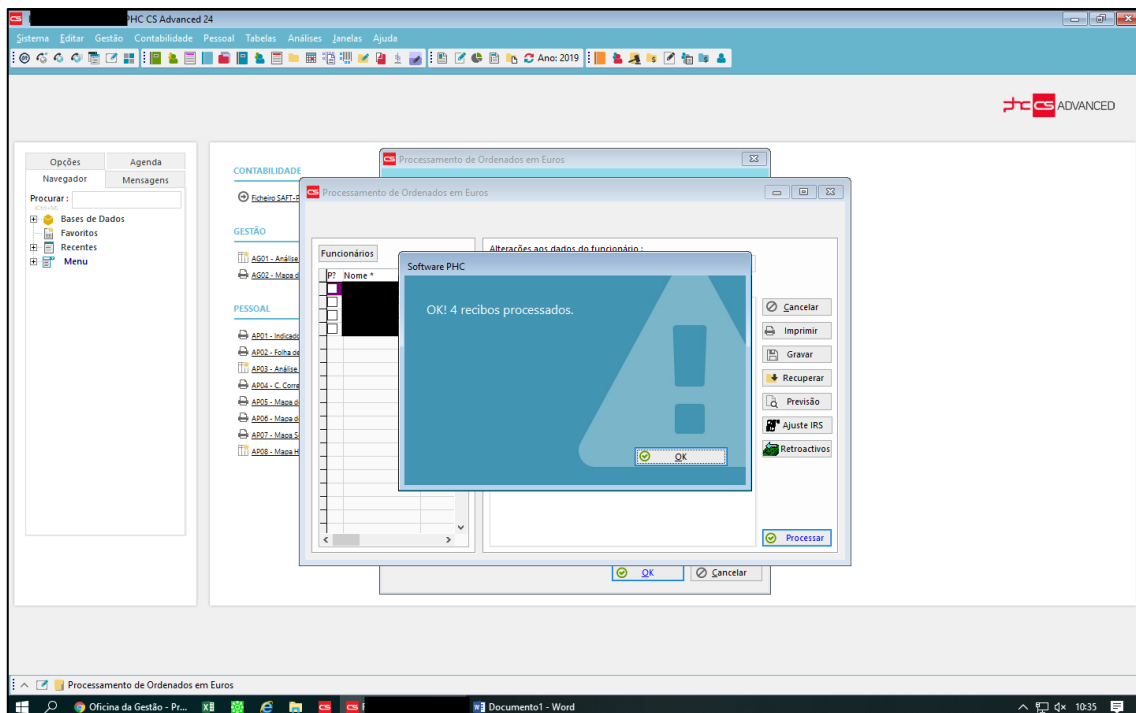 PHC CS Advanced 24
Sistema Editar Gestão Contabilidade Pessoal Tabelas Análises Janelas Ajuda
Ano: 2019
phc CS ADVANCED
Opções Agenda
Navegador Mensagens
Procurar :
(Ctrl+M)
Bases de Dados
Favoritos
Recentes
Menu
CONTABILIDADE
Ficheiro SAFT-P
GESTÃO
AG01 - Análise
AG02 - Mapa d
PESSOAL
AP01 - Indicado
AP02 - Folha de
AP03 - Análise
AP04 - C. Corre
AP05 - Mapa d
AP06 - Mapa d
AP07 - Mapa S
AP08 - Mapa H
Processamento de Ordenados em Euros
Processamento de Ordenados em Euros
Alterações aos dados do funcionário :
Funcionários
P? Nome *
Software PHC
OK! 4 recibos processados.
OK
Cancelar
Imprimir
Gravar
Recuperar
Previsão
Ajuste IRS
Retroactivos
Processar
OK Cancelar
Processamento de Ordenados em Euros
Oficina da Gestão - Pr...
Documento1 - Word
10:35